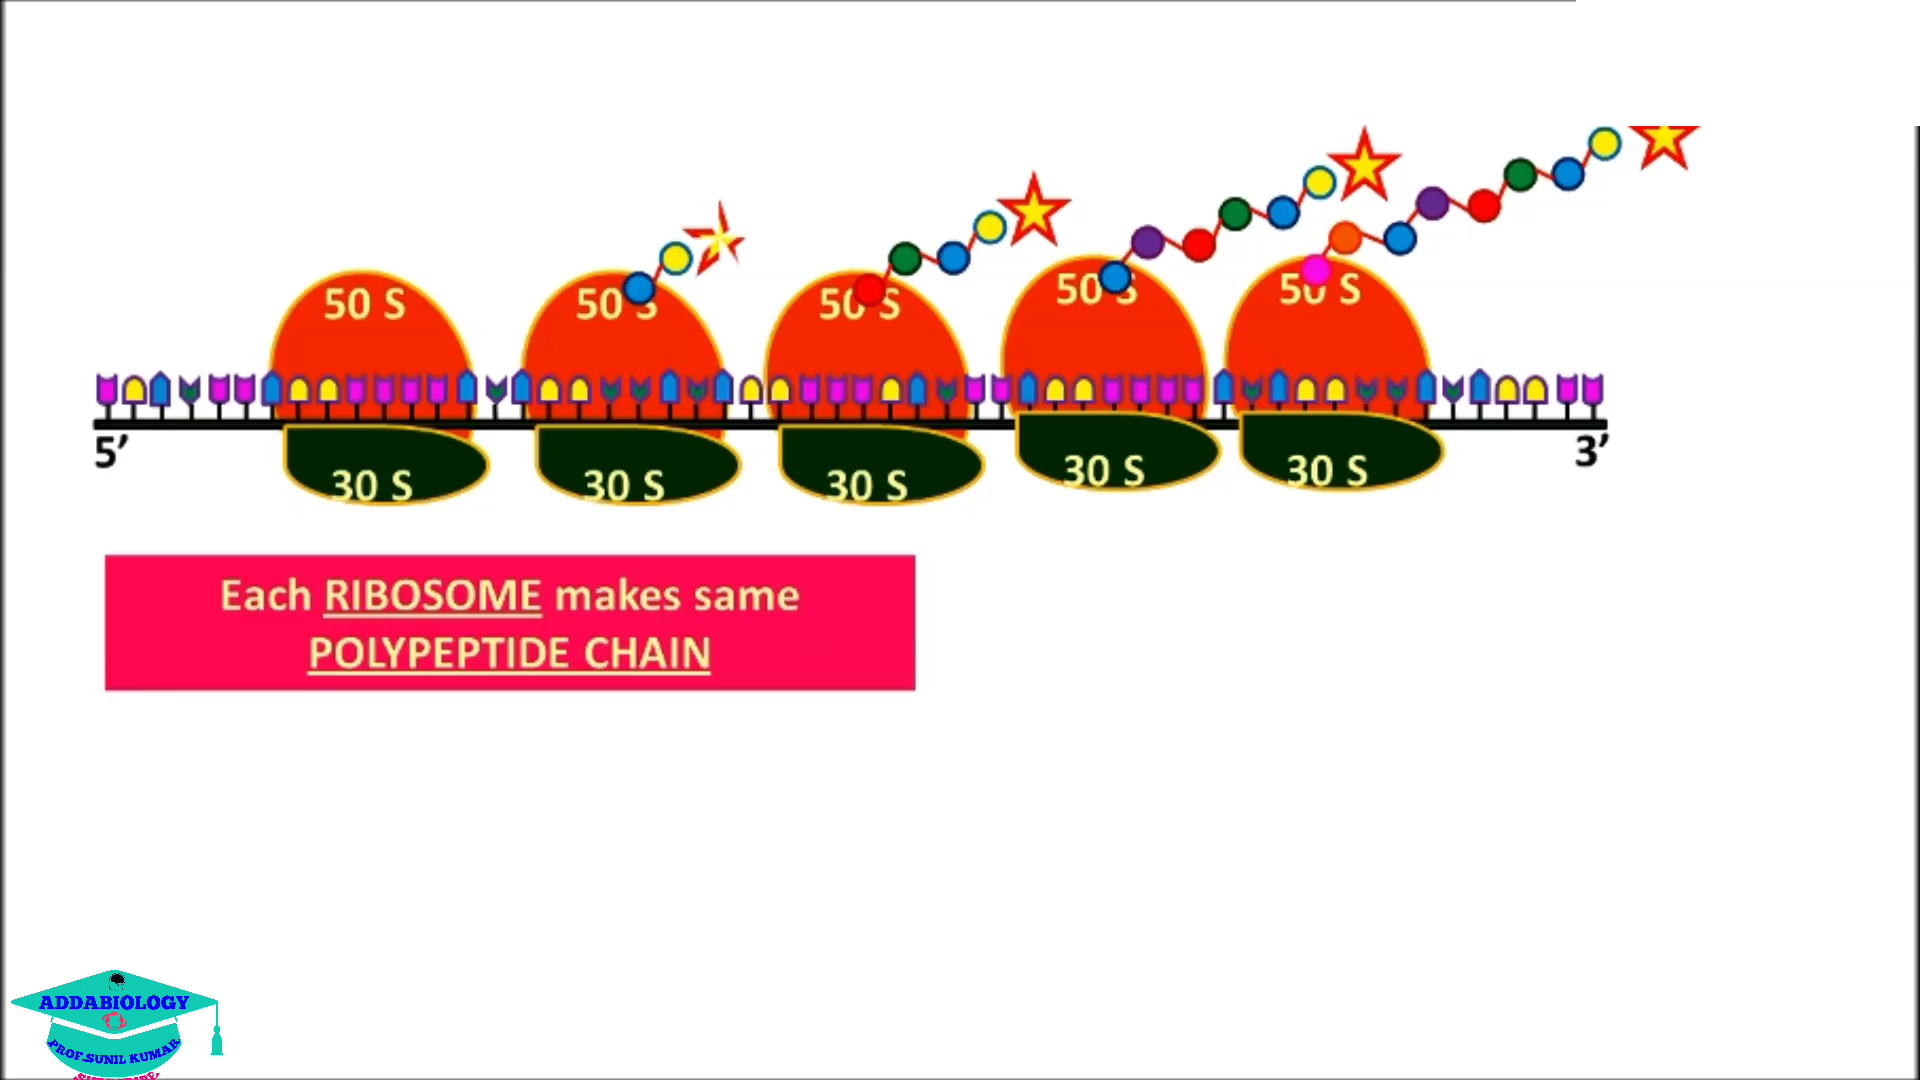 50 S
50 S
50 S
50 S
50 S
5’
3’
30 S
30 S
30 S
30 S
30 S
Each RIBOSOME makes same
POLYPEPTIDE CHAIN
ADDABIOLOGY
PROF.SUNIL KUMAR